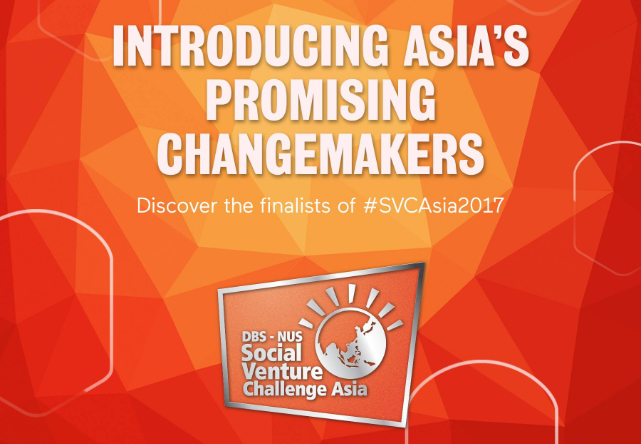 INTRODUCING ASIA'S
PROMISING
CHANGEMAKERS
Discover the finalists of #SVCAsia2017
DBS - NUS
Social
Venture
Challenge Asia